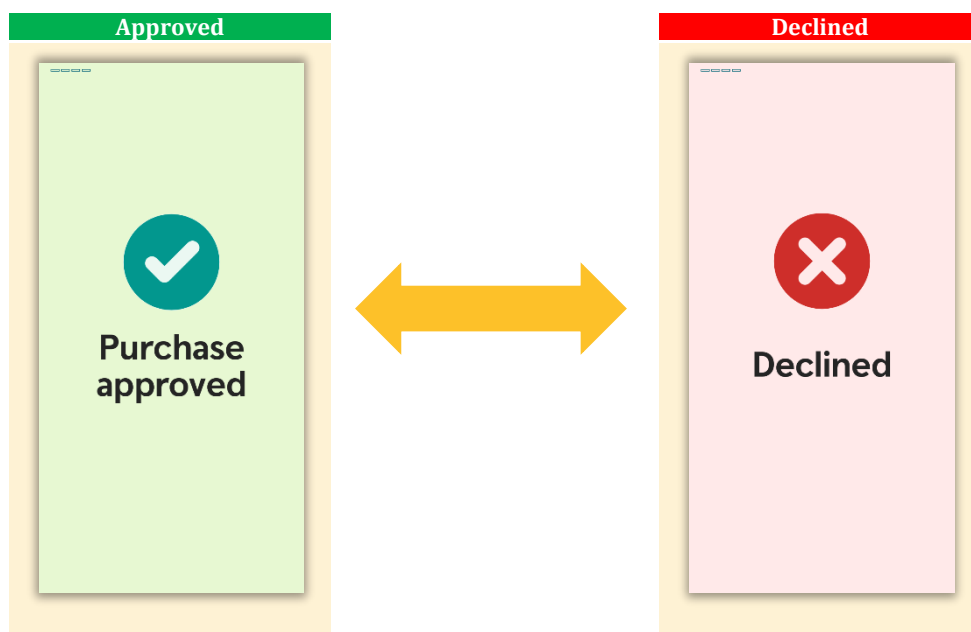 Approved
Declined
Purchase
approved
Declined